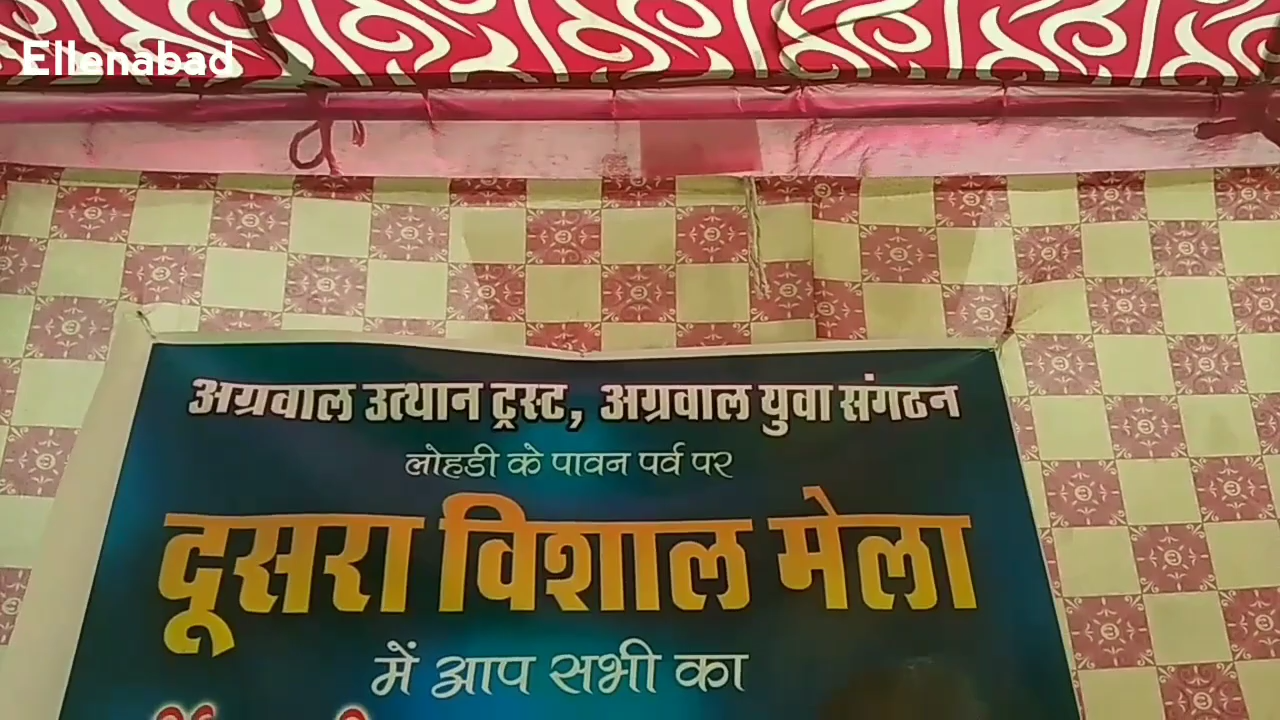 Ellenabad
अग्रवाल उत्थान ट्रस्ट, अग्रवाल युवा संगठन
लोहडी के पावन पर्व पर
दूसरा विशाल मेला
में आप सभी का